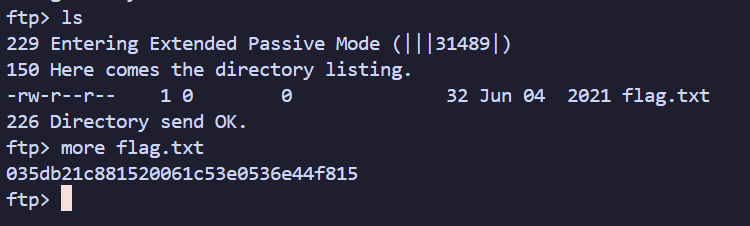 ftp> ls
229 Entering Extended Passive Mode (|||31489|)
150 Here comes the directory listing.
-rw-r--r--    1 0        0              32 Jun 04  2021 flag.txt
226 Directory send OK.
ftp> more flag.txt
035db21c881520061c53e0536e44f815
ftp>